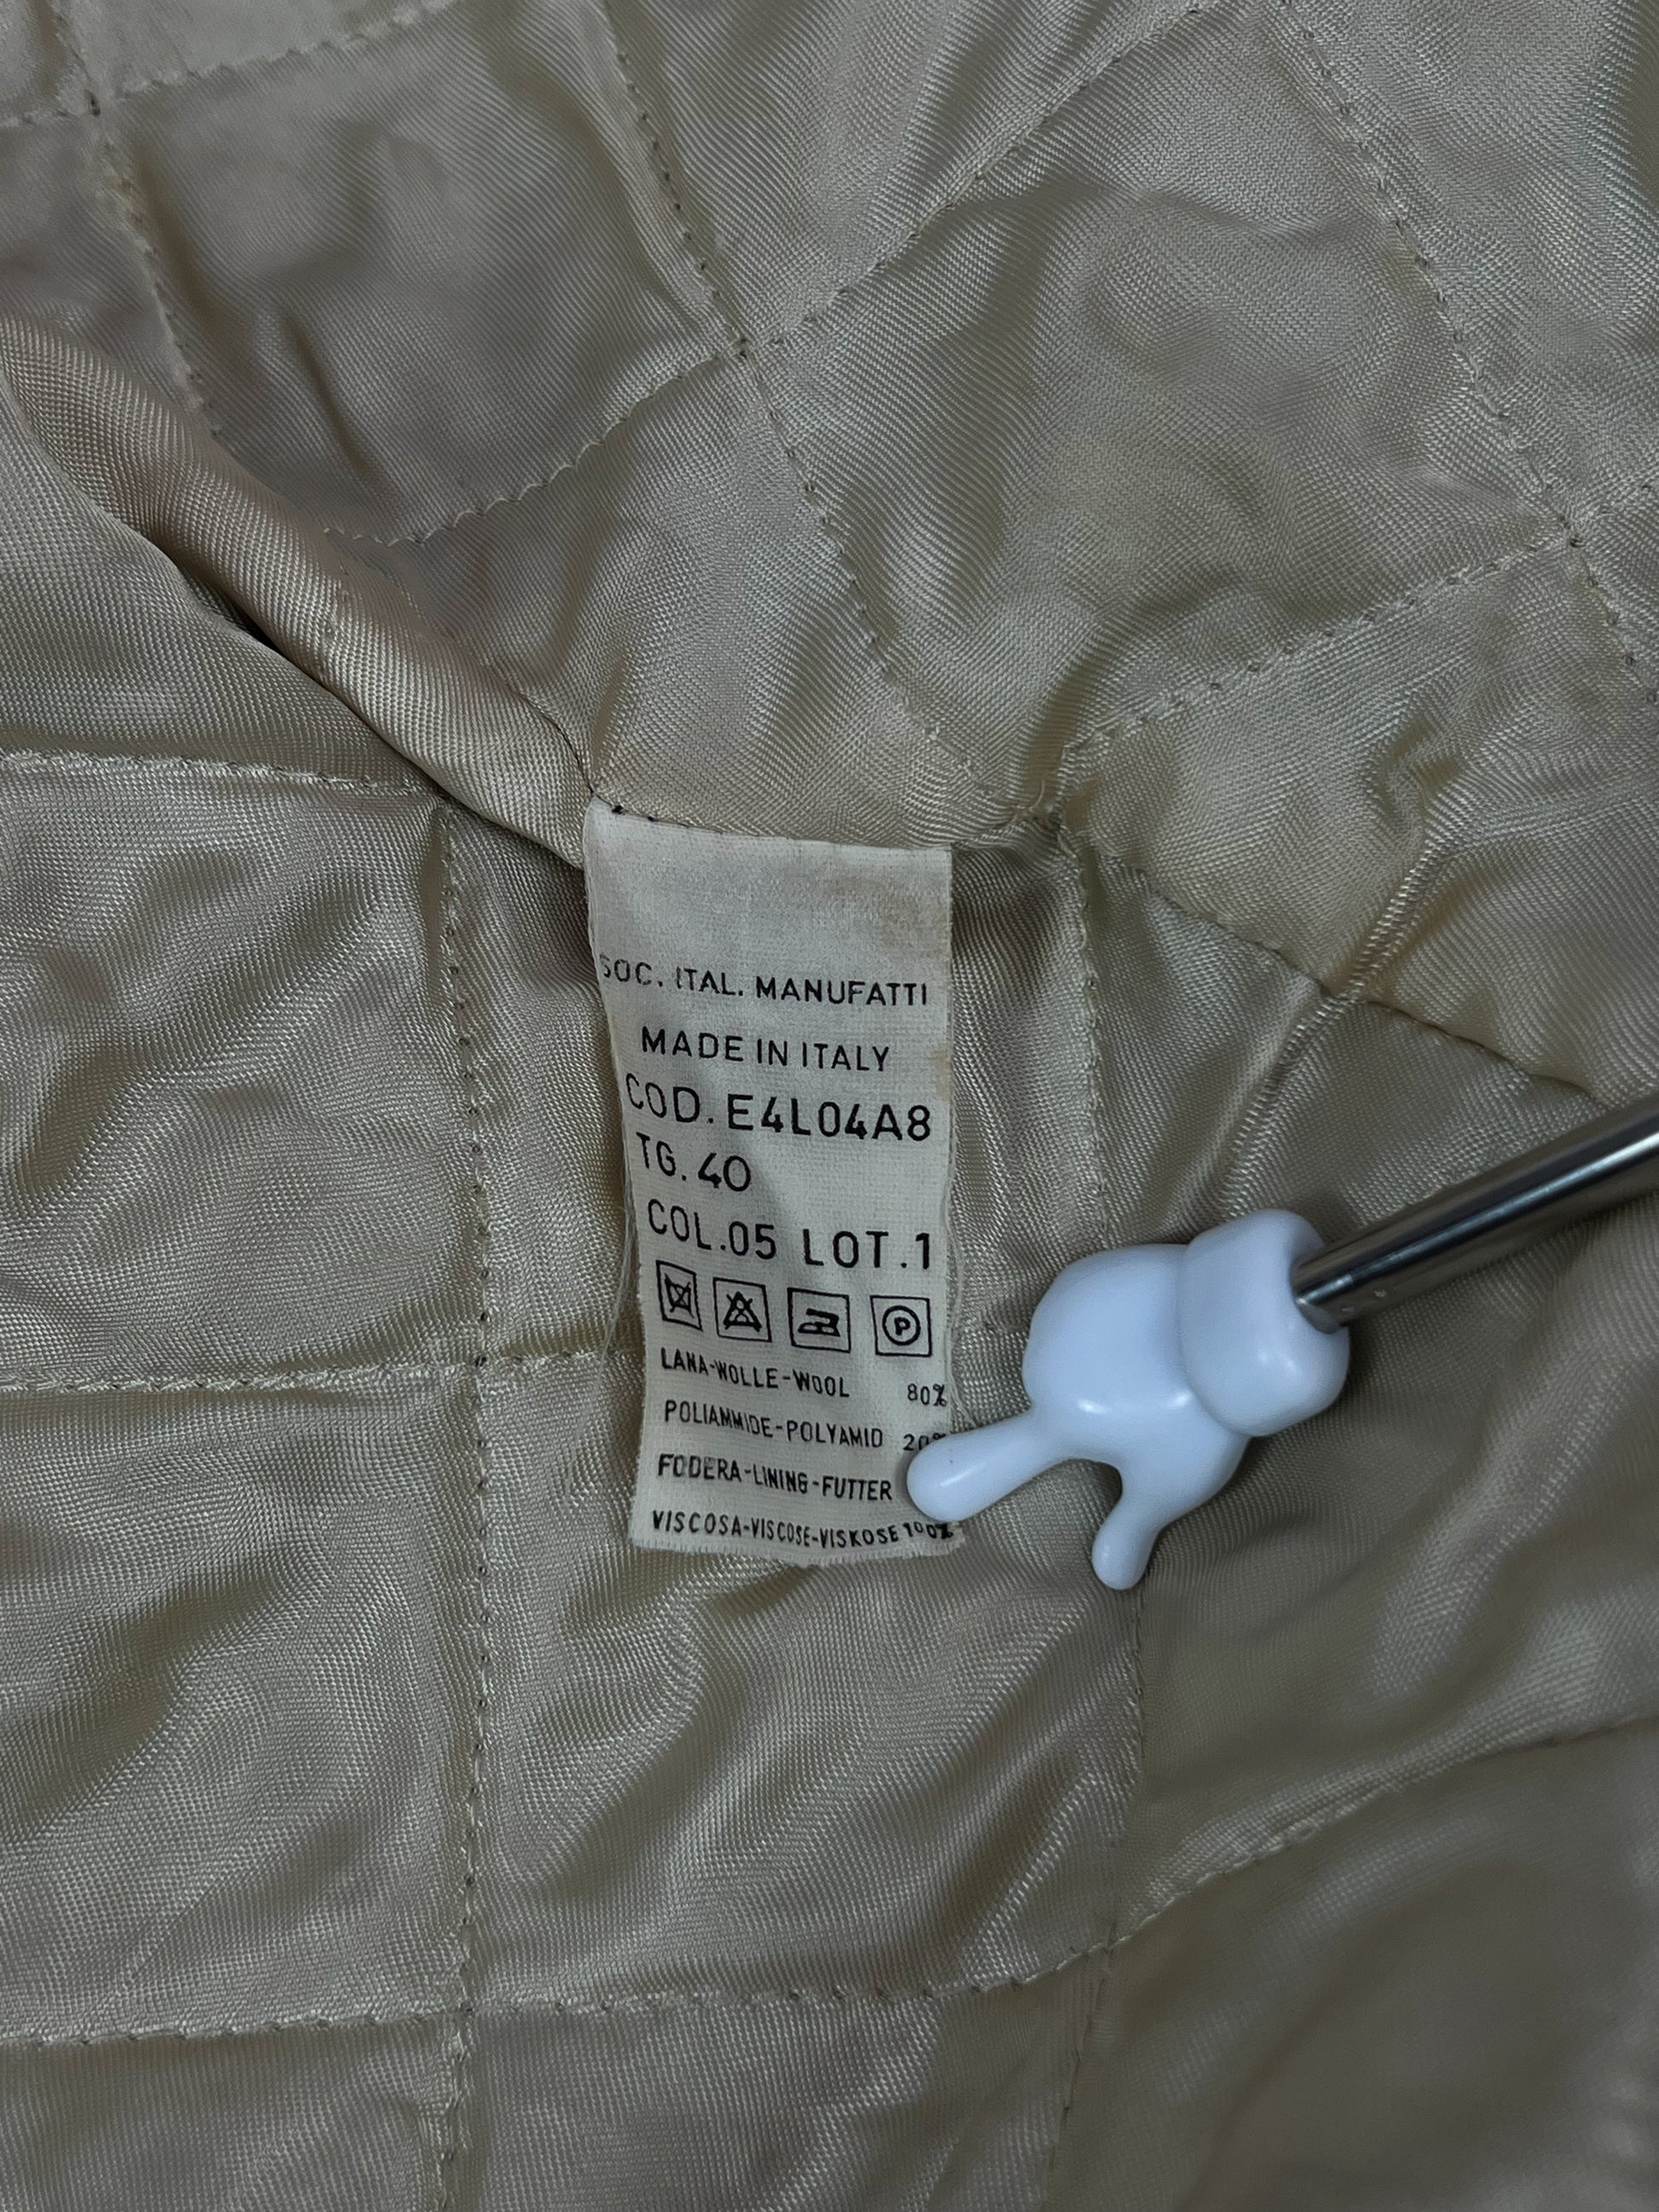 SOC. ITAL. MANUFATTI
MADE IN ITALY
COD. E4L04A8
TG. 40
COL.05 LOT.1
P
LANA-WOLLE-WOOL 80%
POLIAMMIDE-POLYAMID 20%
FODERA-LINING-FUTTER
VISCOSA-VISCOSE-VISKOSE 100%